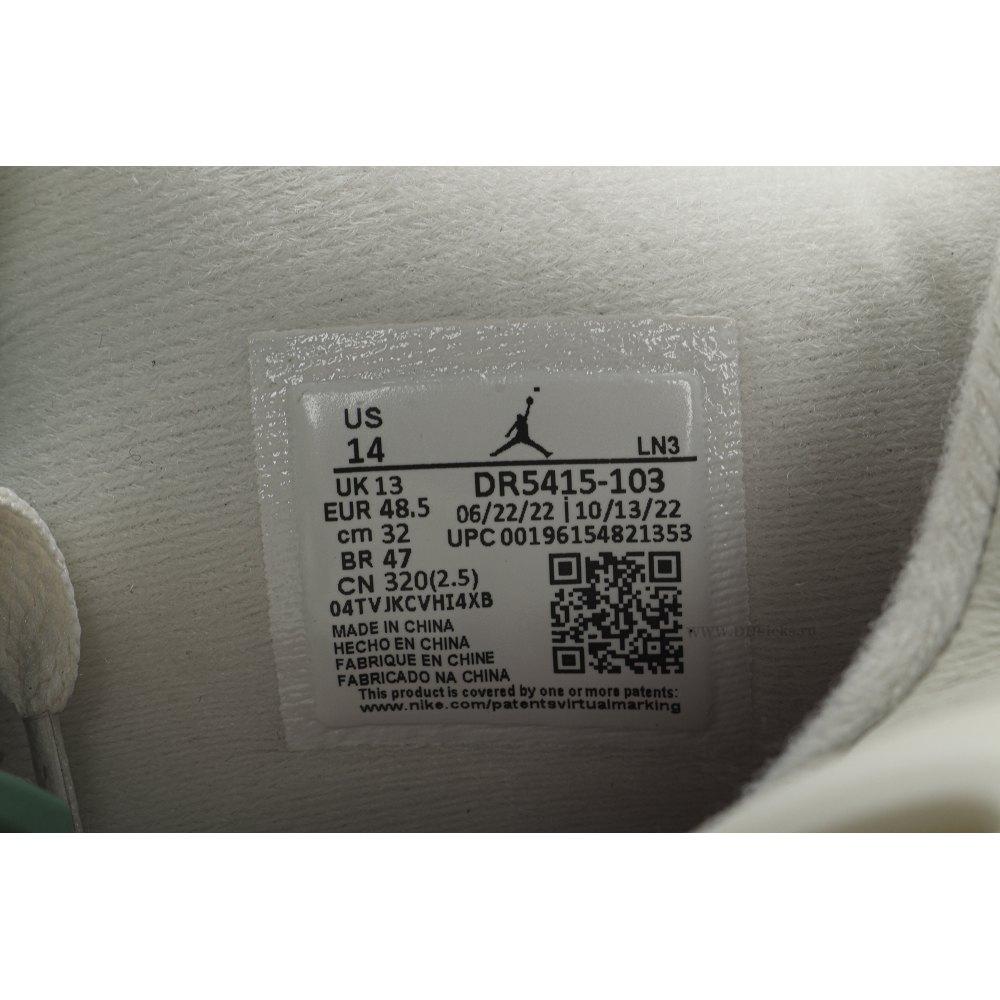 US
14
LN3
UK 13
DR5415-103
EUR 48.5
06/22/22 | 10/13/22
cm 32
UPC 00196154821353
BR 47
CN 320(2.5)
04TVJKCVHI4XB
MADE IN CHINA
HECHO EN CHINA
FABRIQUE EN CHINE
FABRICADO NA CHINA
This product is covered by one or more patents:
www.nike.com/patentsvirtualmarking